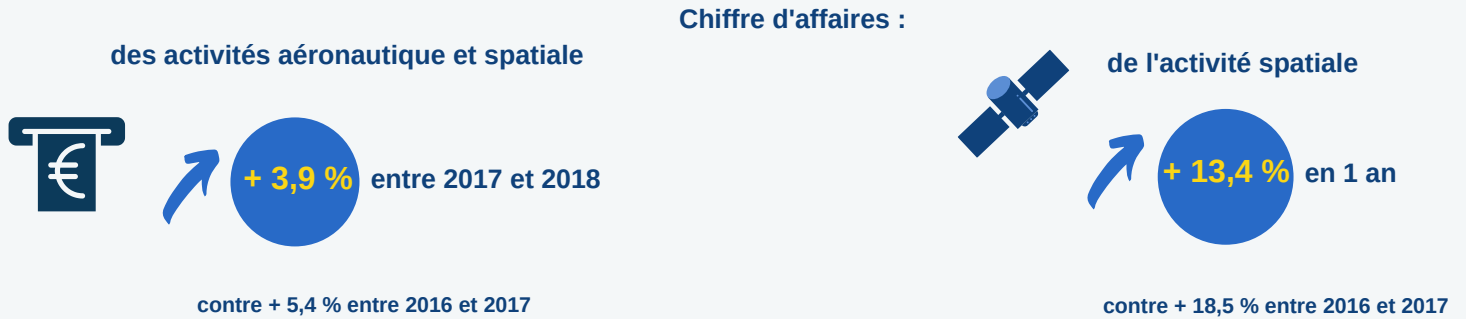 Chiffre d'affaires :
des activités aéronautique et spatiale
€
+ 3,9 % entre 2017 et 2018
contre + 5,4 % entre 2016 et 2017
de l'activité spatiale
+ 13,4 % en 1 an
contre + 18,5 % entre 2016 et 2017